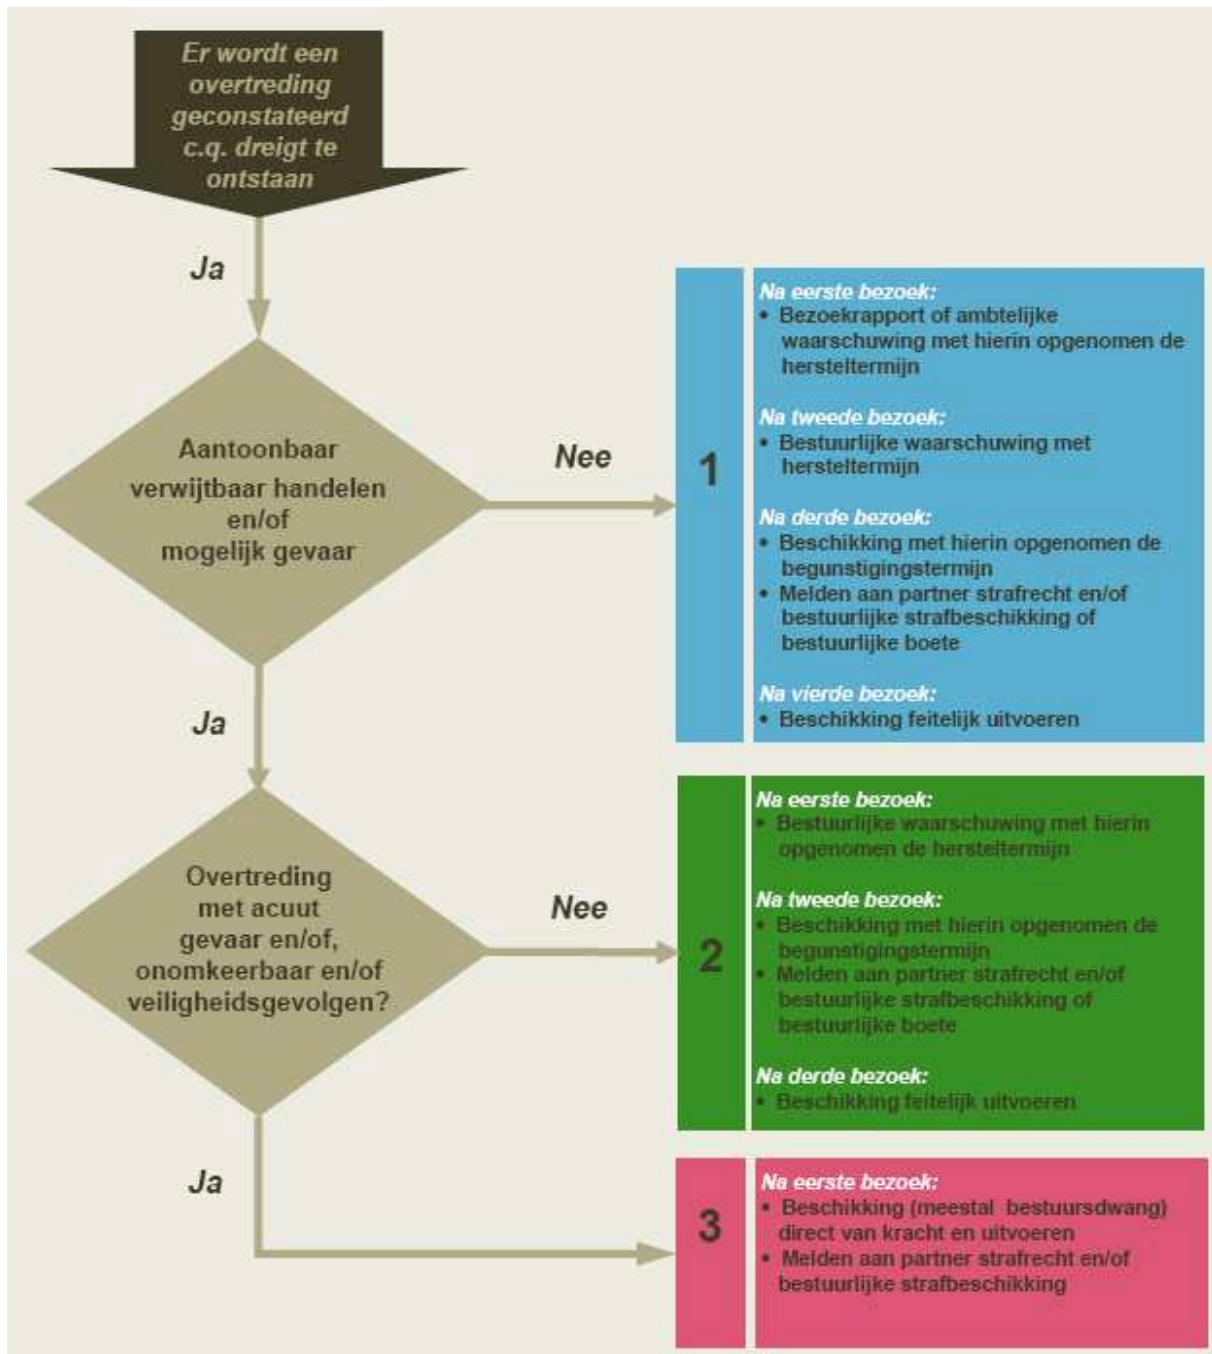 Er wordt een
overtreding
geconstateerd
c.q. dreigt te
ontstaan
Ja
Aantoonbaar
verwijtbaar handelen
en/of
mogelijk gevaar
Nee
1
Na eerste bezoek:
• Bezoekrapport of ambtelijke
waarschuwing met hierin opgenomen de
hersteltermijn
Na tweede bezoek:
• Bestuurlijke waarschuwing met
hersteltermijn
Na derde bezoek:
• Beschikking met hierin opgenomen de
begunstigingstermijn
• Melden aan partner strafrecht en/of
bestuurlijke strafbeschikking of
bestuurlijke boete
Na vierde bezoek:
• Beschikking feitelijk uitvoeren
Ja
Overtreding
met acuut
gevaar en/of,
onomkeerbaar en/of
veiligheidsgevolgen?
Nee
2
Na eerste bezoek:
• Bestuurlijke waarschuwing met hierin
opgenomen de hersteltermijn
Na tweede bezoek:
• Beschikking met hierin opgenomen de
begunstigingstermijn
• Melden aan partner strafrecht en/of
bestuurlijke strafbeschikking of
bestuurlijke boete
Na derde bezoek:
• Beschikking feitelijk uitvoeren
Ja
3
Na eerste bezoek:
• Beschikking (meestal bestuursdwang)
direct van kracht en uitvoeren
• Melden aan partner strafrecht en/of
bestuurlijke strafbeschikking